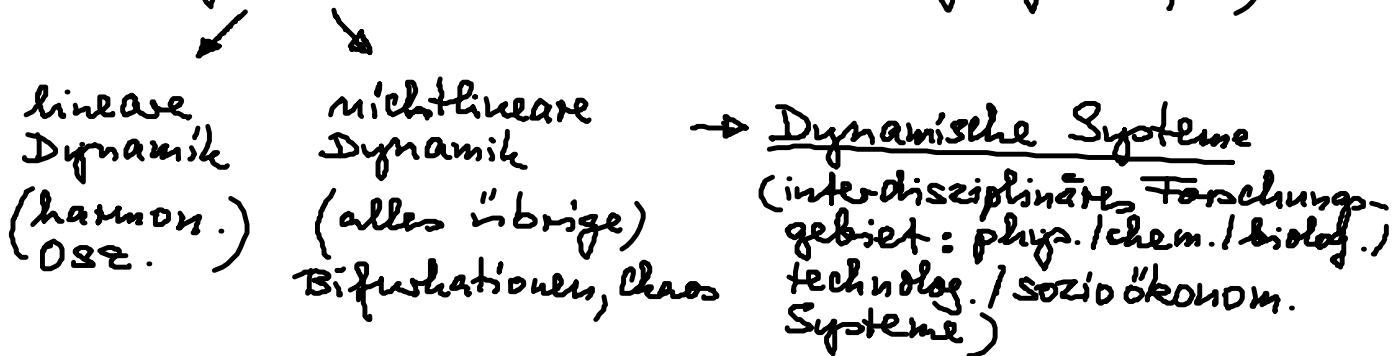 lineare
Dynamik
(harmon.
Osz.)
nichtlineare
Dynamik
(alles übrige)
Bifurkationen, Chaos
→ Dynamische Systeme
(interdisziplinäres Forschungs-
gebiet: phys./chem./biolog./
technolog./sozioökonom.
Systeme)